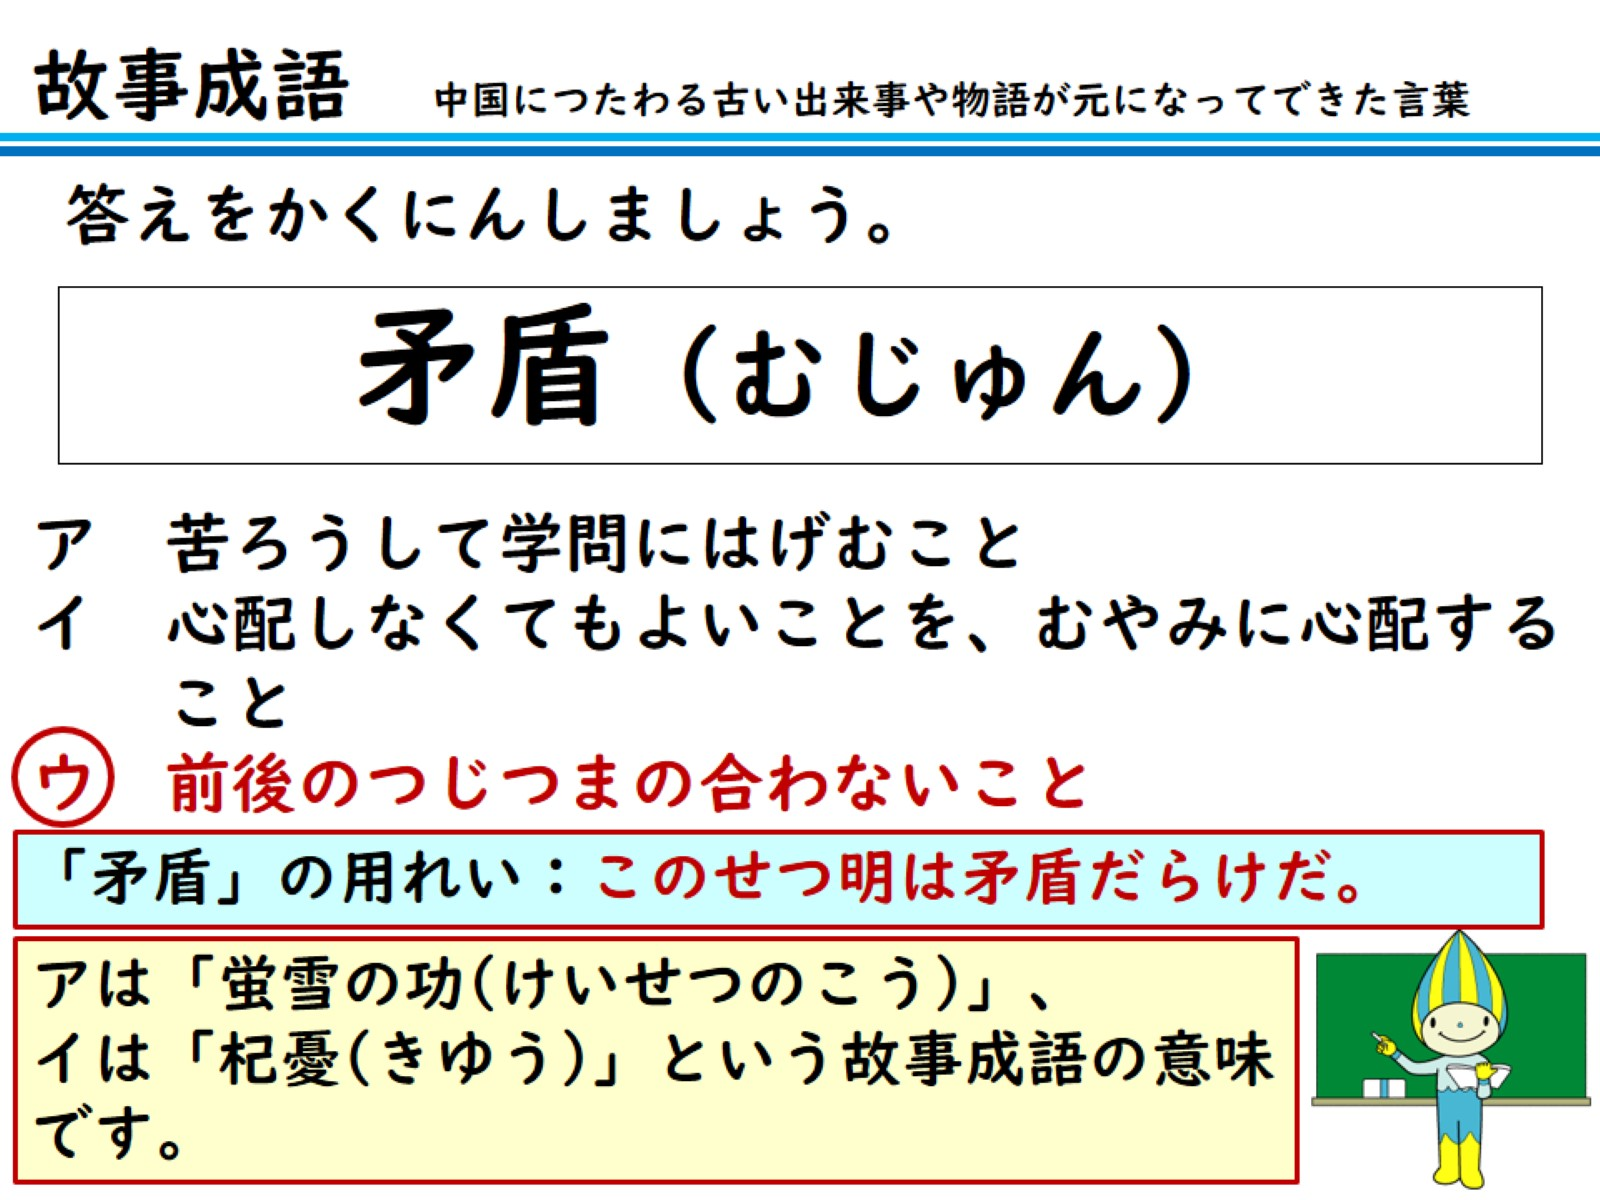 故事成語　中国につたわる古い出来事や物語が元になってできた言葉
答えをかくにんしましょう。
矛盾（むじゅん）
ア　苦ろうして学問にはげむこと
イ　心配しなくてもよいことを、むやみに心配する
こと
ウ　前後のつじつまの合わないこと
「矛盾」の用れい：このせつ明は矛盾だらけだ。
アは「蛍雪の功(けいせつのこう)」、
イは「杞憂(きゆう)」という故事成語の意味
です。